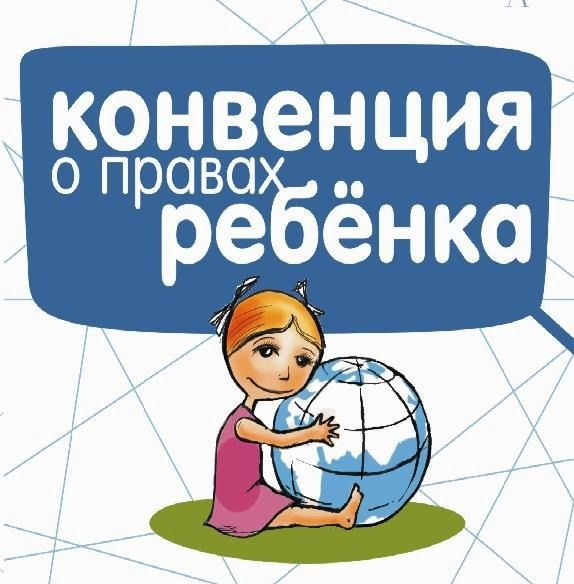 конвенция
о правах
ребёнка